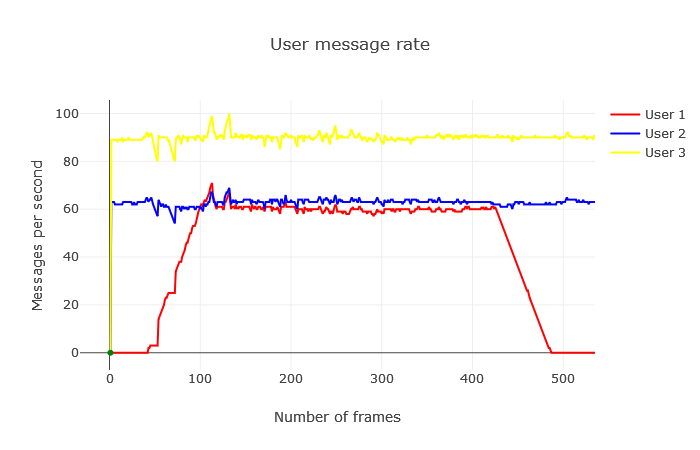 User message rate
User 1
User 2
User 3
Messages per second
100
80
60
40
20
0
0 100 200 300 400 500
Number of frames